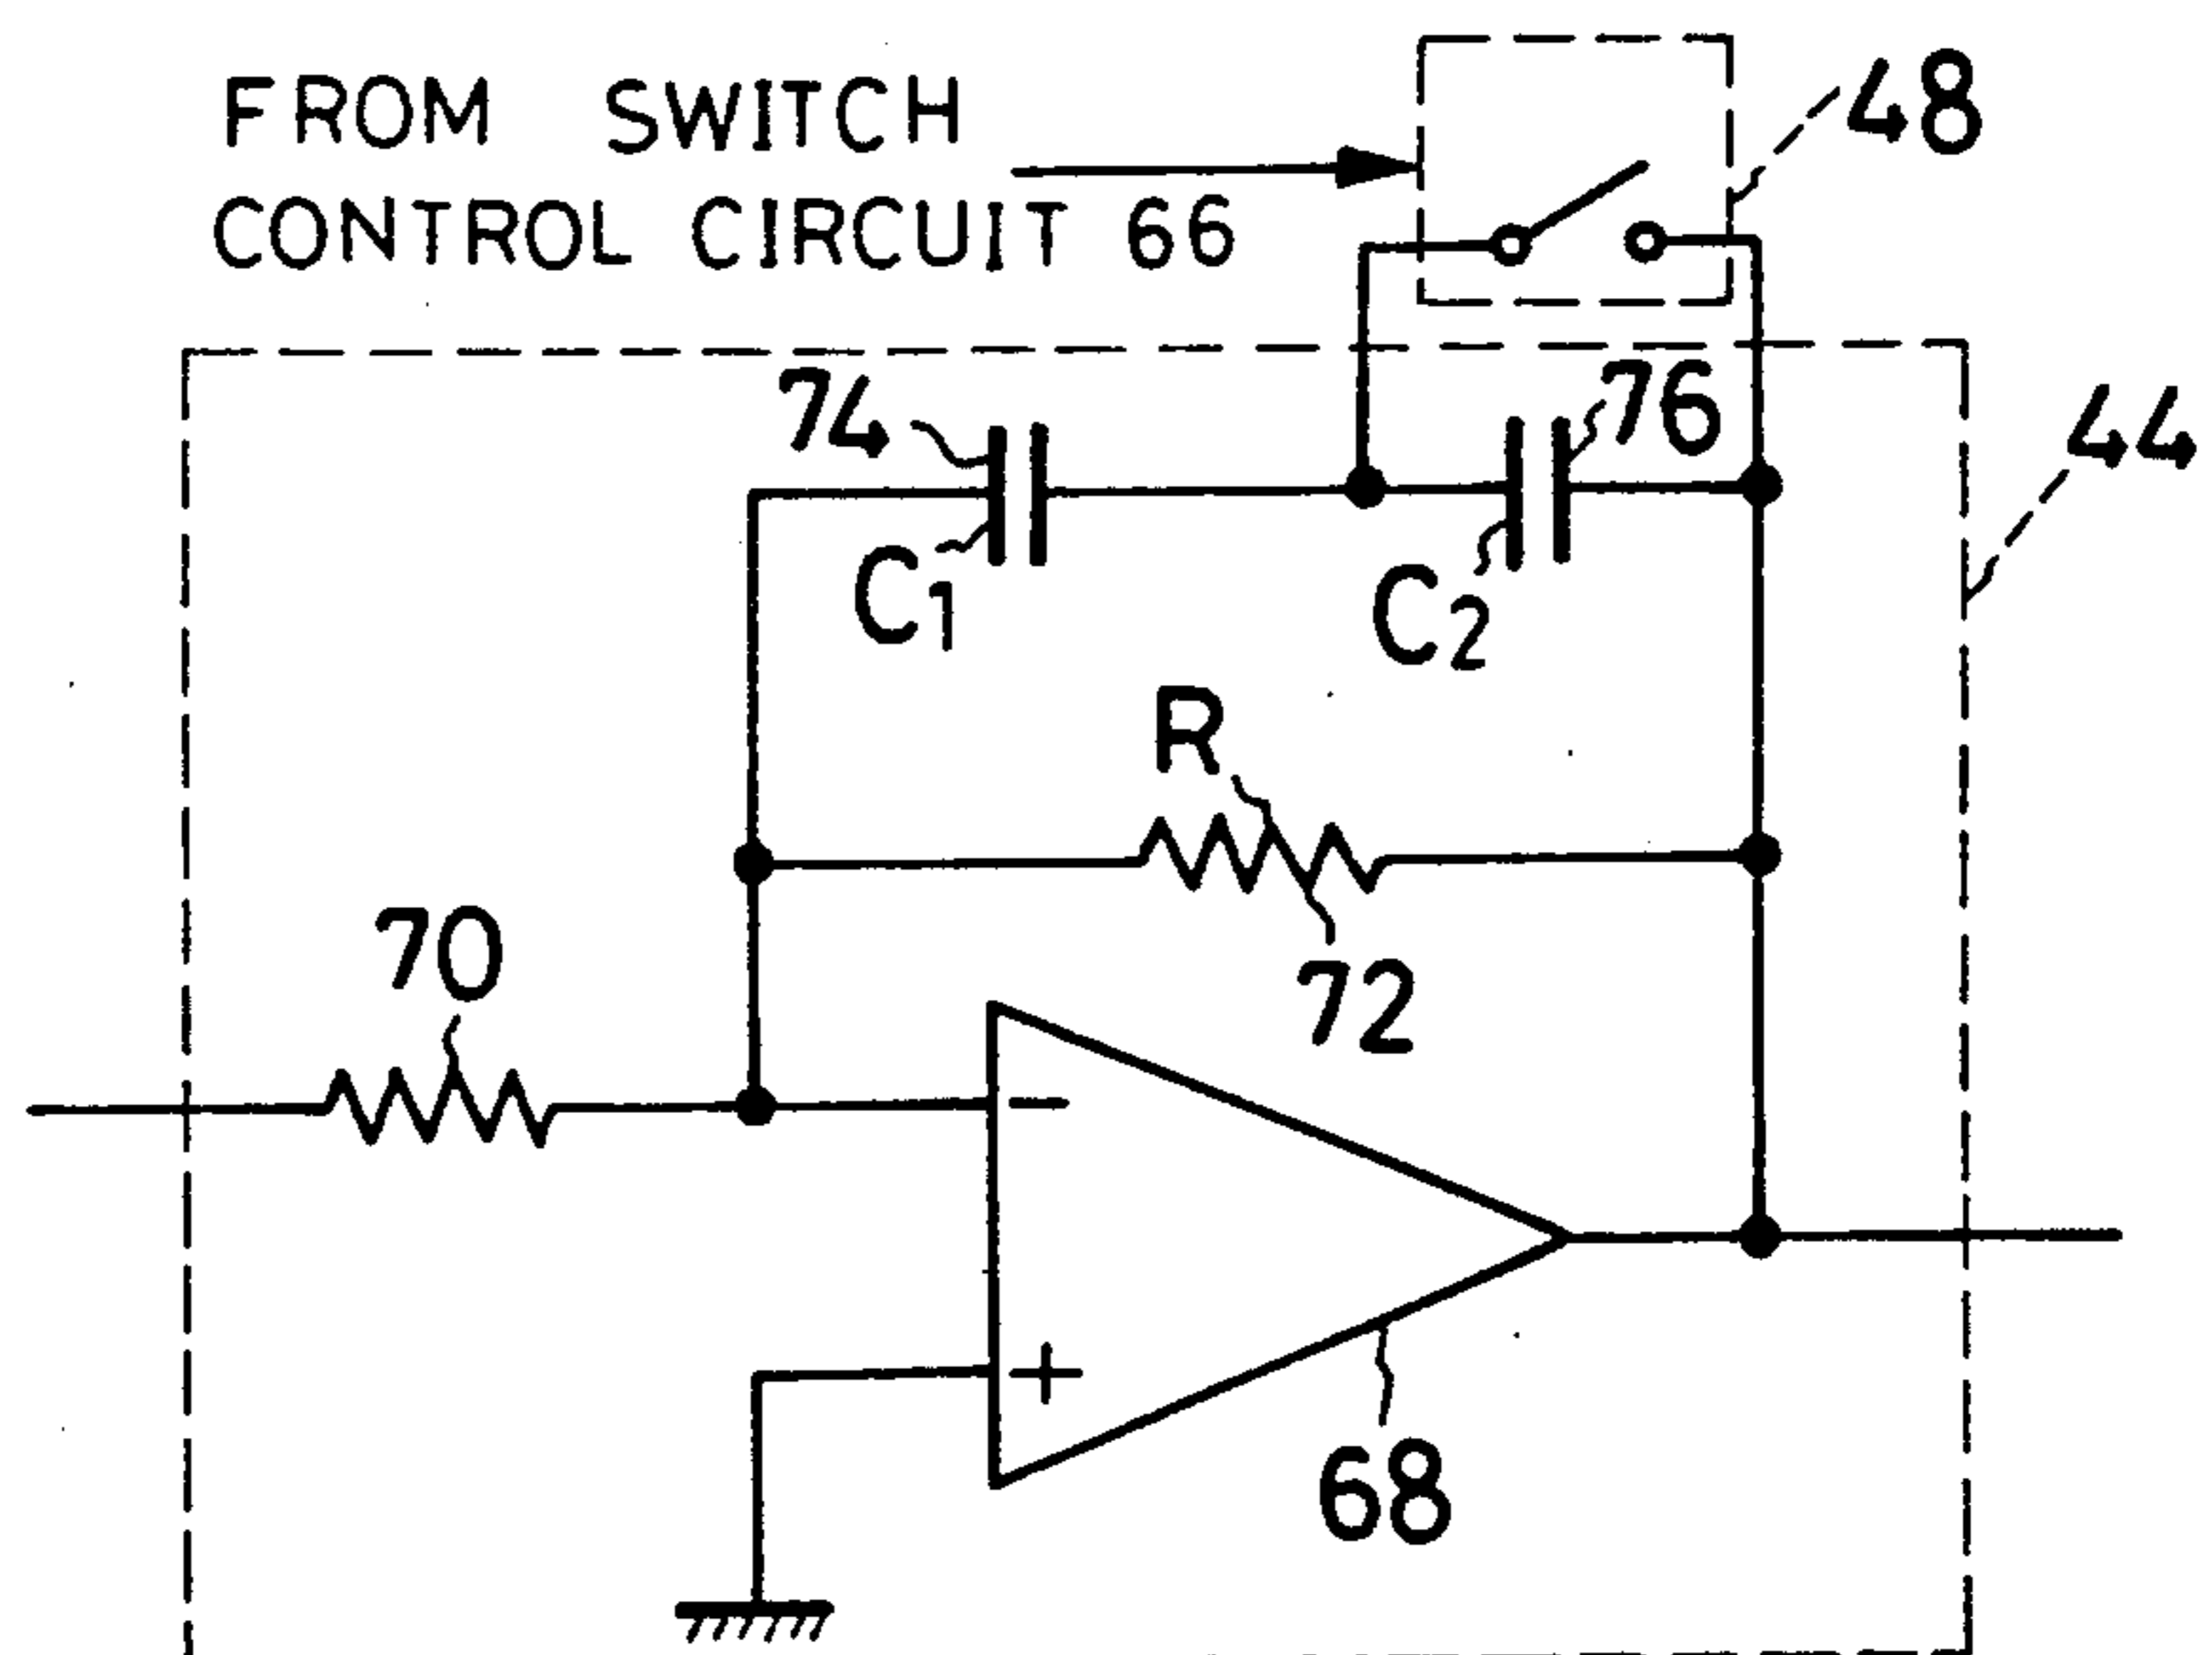 FROM SWITCH
CONTROL CIRCUIT 66
48
44
74
76
C1
C2
R
70
72
-
+
68